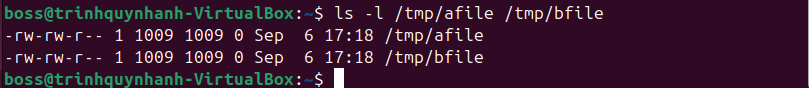 boss@trinhquynhanh-VirtualBox:~$ ls -l /tmp/afile /tmp/bfile
-rw-rw-r-- 1 1009 1009 0 Sep  6 17:18 /tmp/afile
-rw-rw-r-- 1 1009 1009 0 Sep  6 17:18 /tmp/bfile
boss@trinhquynhanh-VirtualBox:~$